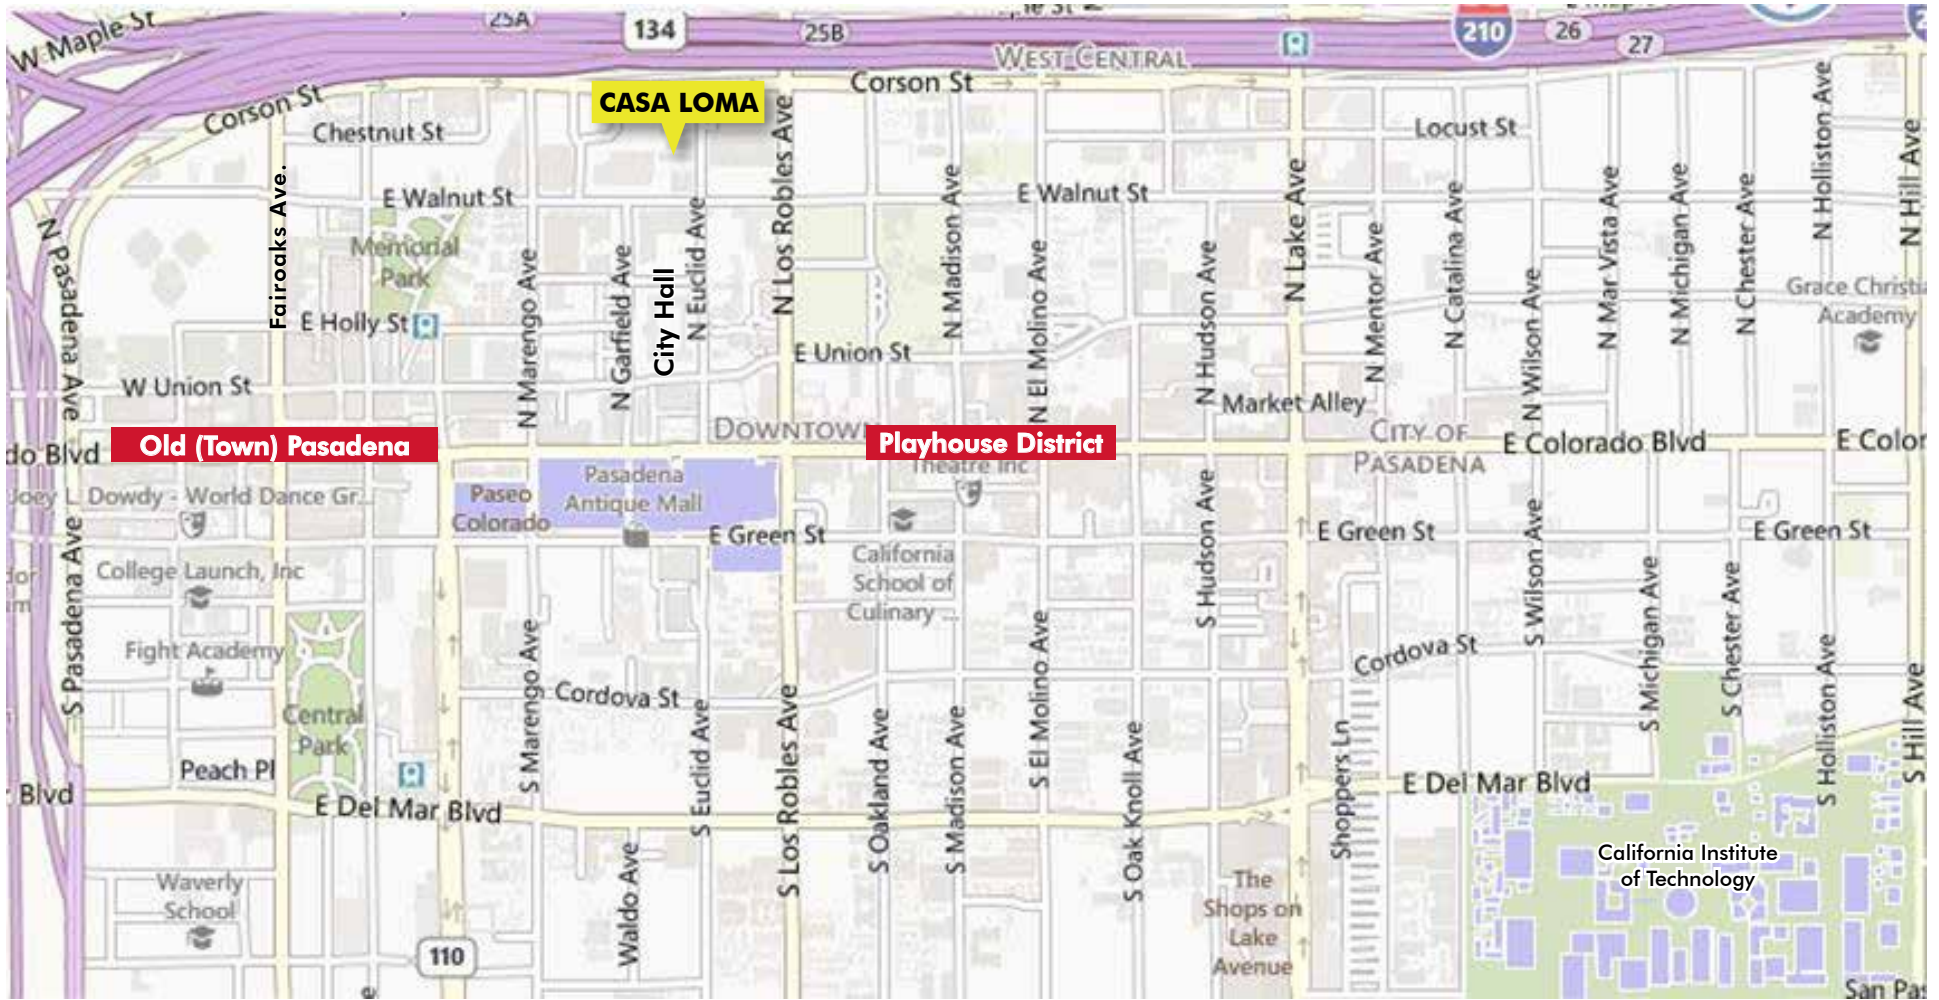 W Maple St
25A
134
25B
WEST CENTRAL
210
26
27
Corson St
Corson St
CASA LOMA
Chestnut St
Locust St
N Los Robles Ave
N Holliston Ave
N Hill Ave
Fairoaks Ave.
E Walnut St
E Walnut St
N Pasadena Ave
Memorial
Park
E Holly St
N Marengo Ave
N Garfield Ave
City Hall
N Euclid Ave
N Madison Ave
N El Molino Ave
N Hudson Ave
N Lake Ave
N Mentor Ave
N Catalina Ave
N Wilson Ave
N Mar Vista Ave
N Michigan Ave
N Chester Ave
Grace Christi
Academy
E Union St
W Union St
Market Alley
DOWNTOWN
CITY OF
PASADENA
do Blvd
Old (Town) Pasadena
Playhouse District
E Colorado Blvd
E Color
Theatre Inc
Joey L. Dowdy - World Dance Gr...
Paseo
Colorado
Pasadena
Antique Mall
E Green St
E Green St
E Green St
S Pasadena Ave
College Launch, Inc
California
School of
Culinary ...
S Hudson Ave
S Wilson Ave
S Michigan Ave
S Chester Ave
Fight Academy
Cordova St
Cordova St
Central
Park
S Marengo Ave
S Euclid Ave
S Los Robles Ave
S Oakland Ave
S Madison Ave
S El Molino Ave
S Oak Knoll Ave
Shoppers Ln
S Holliston Ave
S Hill Ave
Peach Pl
Blvd
E Del Mar Blvd
E Del Mar Blvd
Waldo Ave
Waverly
School
The
Shops on
Lake
Avenue
California Institute
of Technology
110
San Pas